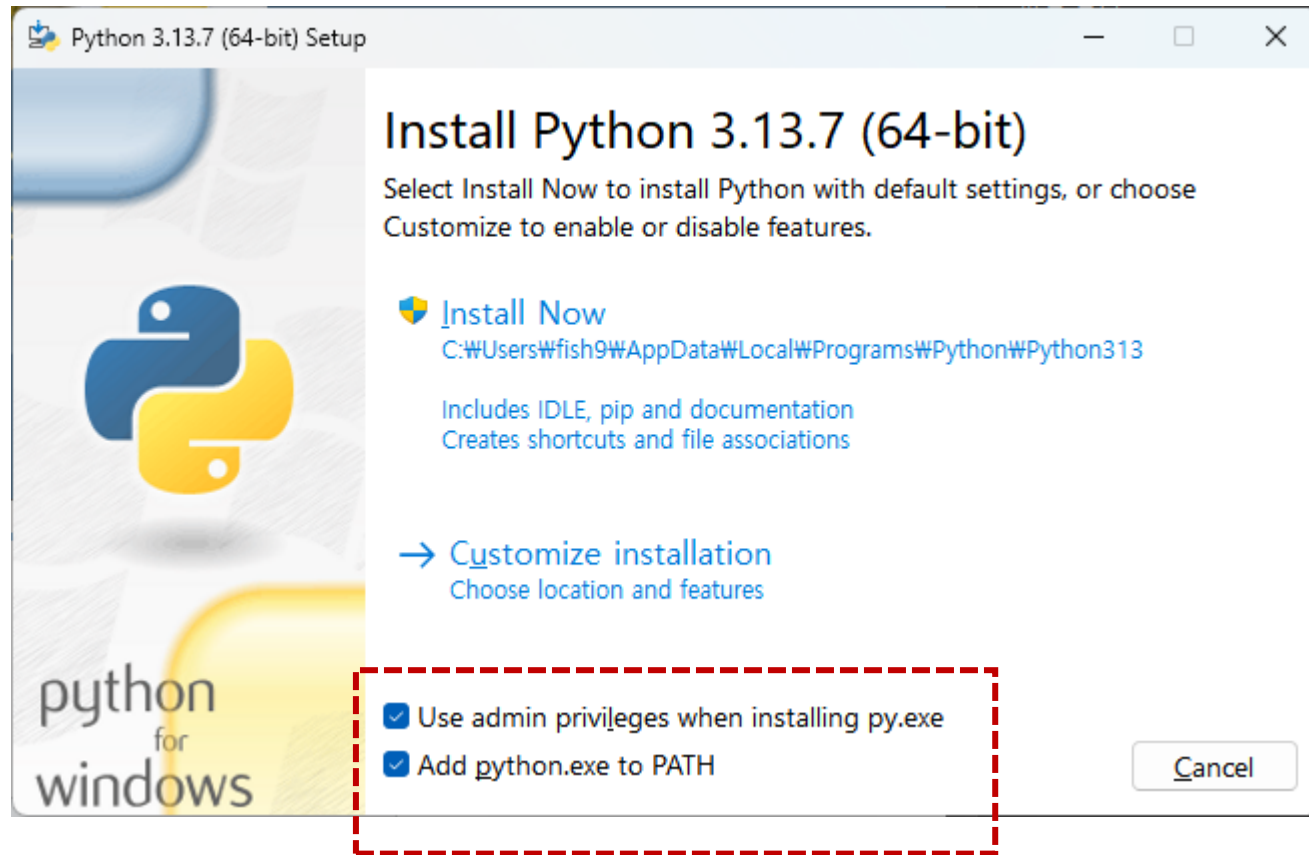 Python 3.13.7 (64-bit) Setup
Install Python 3.13.7 (64-bit)
Select Install Now to install Python with default settings, or choose
Customize to enable or disable features.
Install Now
C:₩Users₩fish9₩AppData₩Local₩Programs₩Python₩Python313
Includes IDLE, pip and documentation
Creates shortcuts and file associations
Customize installation
Choose location and features
python
for
windows
Use admin privileges when installing py.exe
Add python.exe to PATH
Cancel